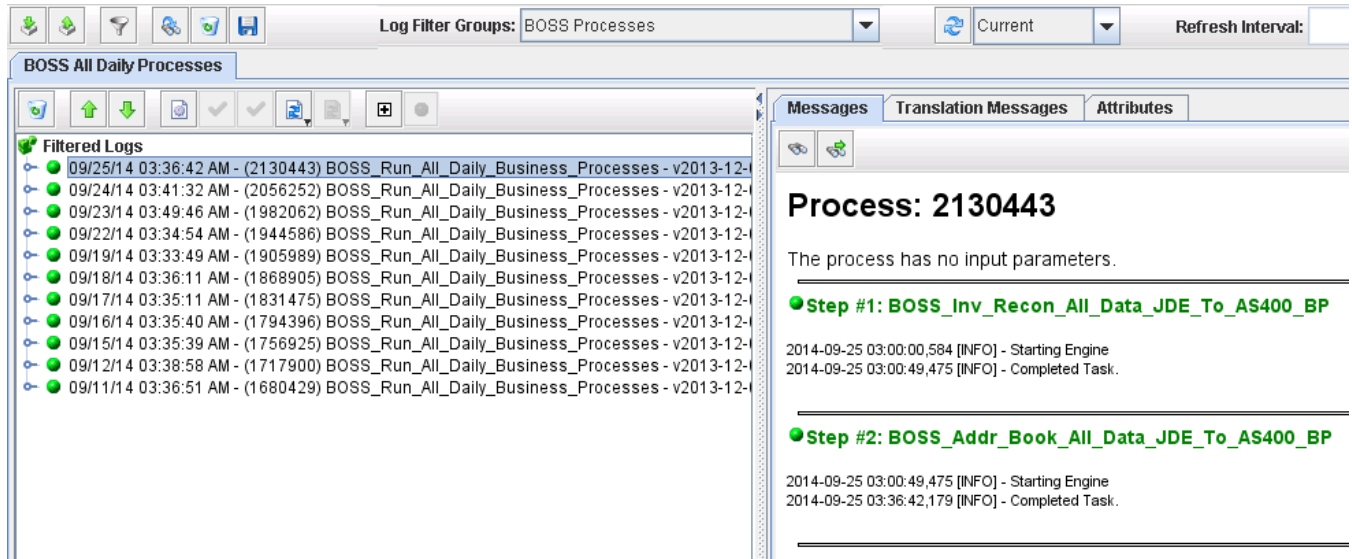 Log Filter Groups: BOSS Processes Current Refresh Interval:
BOSS All Daily Processes
Filtered Logs
09/25/14 03:36:42 AM - (2130443) BOSS_Run_All_Daily_Business_Processes - v2013-12-
09/24/14 03:41:32 AM - (2056252) BOSS_Run_All_Daily_Business_Processes - v2013-12-
09/23/14 03:49:46 AM - (1982062) BOSS_Run_All_Daily_Business_Processes - v2013-12-
09/22/14 03:34:54 AM - (1944586) BOSS_Run_All_Daily_Business_Processes - v2013-12-
09/19/14 03:33:49 AM - (1905989) BOSS_Run_All_Daily_Business_Processes - v2013-12-
09/18/14 03:36:11 AM - (1868905) BOSS_Run_All_Daily_Business_Processes - v2013-12-
09/17/14 03:35:11 AM - (1831475) BOSS_Run_All_Daily_Business_Processes - v2013-12-
09/16/14 03:35:40 AM - (1794396) BOSS_Run_All_Daily_Business_Processes - v2013-12-
09/15/14 03:35:39 AM - (1756925) BOSS_Run_All_Daily_Business_Processes - v2013-12-
09/12/14 03:38:58 AM - (1717900) BOSS_Run_All_Daily_Business_Processes - v2013-12-
09/11/14 03:36:51 AM - (1680429) BOSS_Run_All_Daily_Business_Processes - v2013-12-
Messages Translation Messages Attributes
Process: 2130443
The process has no input parameters.
Step #1: BOSS_Inv_Recon_All_Data_JDE_To_AS400_BP
2014-09-25 03:00:00,584 [INFO] - Starting Engine
2014-09-25 03:00:49,475 [INFO] - Completed Task.
Step #2: BOSS_Addr_Book_All_Data_JDE_To_AS400_BP
2014-09-25 03:00:49,475 [INFO] - Starting Engine
2014-09-25 03:36:42,179 [INFO] - Completed Task.